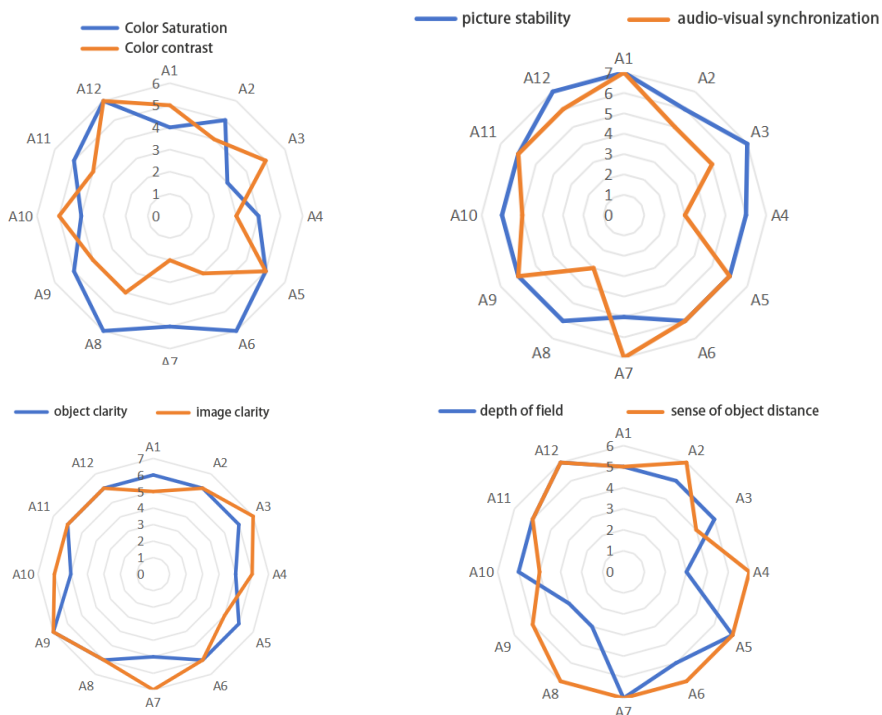 Color Saturation
Color contrast
A1
A2
A3
A4
A5
A6
A7
A8
A9
A10
A11
A12
6
5
4
3
2
1
0
picture stability
audio-visual synchronization
A1
A2
A3
A4
A5
A6
A7
A8
A9
A10
A11
A12
7
6
5
4
3
2
1
0
object clarity
image clarity
A1
A2
A3
A4
A5
A6
A7
A8
A9
A10
A11
A12
7
6
5
4
3
2
1
0
depth of field
sense of object distance
A1
A2
A3
A4
A5
A6
A7
A8
A9
A10
A11
A12
6
5
4
3
2
1
0